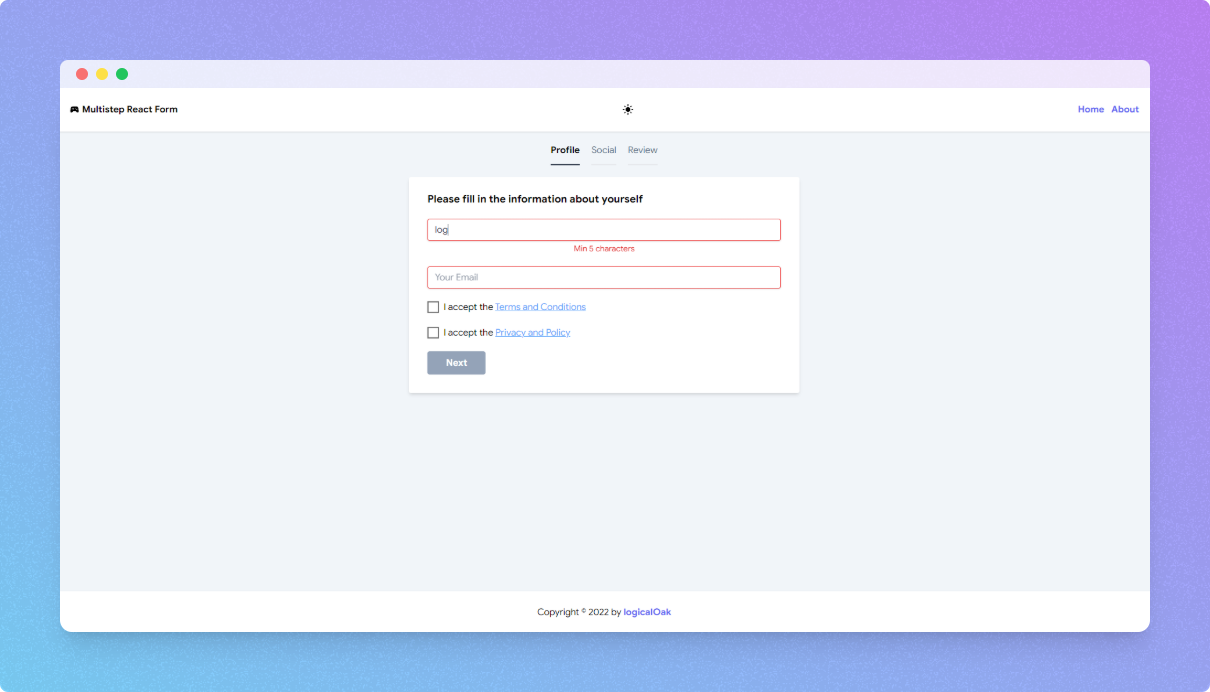 Multistep React Form
Home About
Profile Social Review
Please fill in the information about yourself
log
Min 5 characters
Your Email
I accept the Terms and Conditions
I accept the Privacy and Policy
Next
Copyright © 2022 by logicalOak